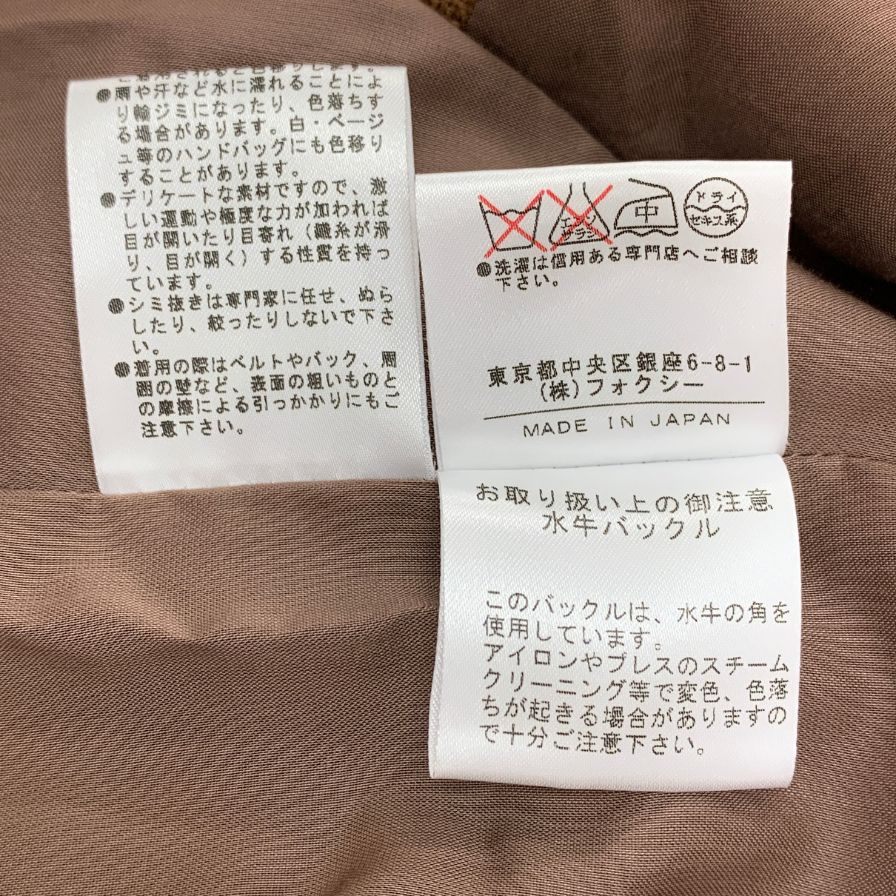 ●雨や汗など水に濡れることによ
り輪ジミになったり、色落ちす
る場合があります。白・ベージ
ュ等のハンドバッグにも色移り
することがあります。
●デリケートな素材ですので、激
しい運動や極度な力が加われば
目が開いたり目寄れ(織糸が滑
り、目が開く)する性質を持っ
ています。
●シミ抜きは専門家に任せ、ぬら
したり、絞ったりしないで下さ
い。
●着用の際はベルトやバック、周
囲の壁など、表面の粗いものと
の摩擦による引っかかりにもご
注意下さい。
エンソ
サラシ
中
ドライ
セキユ系
●洗濯は信用ある専門店へご相談
下さい。
東京都中央区銀座6-8-1
(株)フォクシー
MADE IN JAPAN
お取り扱い上の御注意
水牛バックル
このバックルは、水牛の角を
使用しています。
アイロンやプレスのスチーム
クリーニング等で変色、色落
ちが起きる場合がありますの
で十分ご注意下さい。